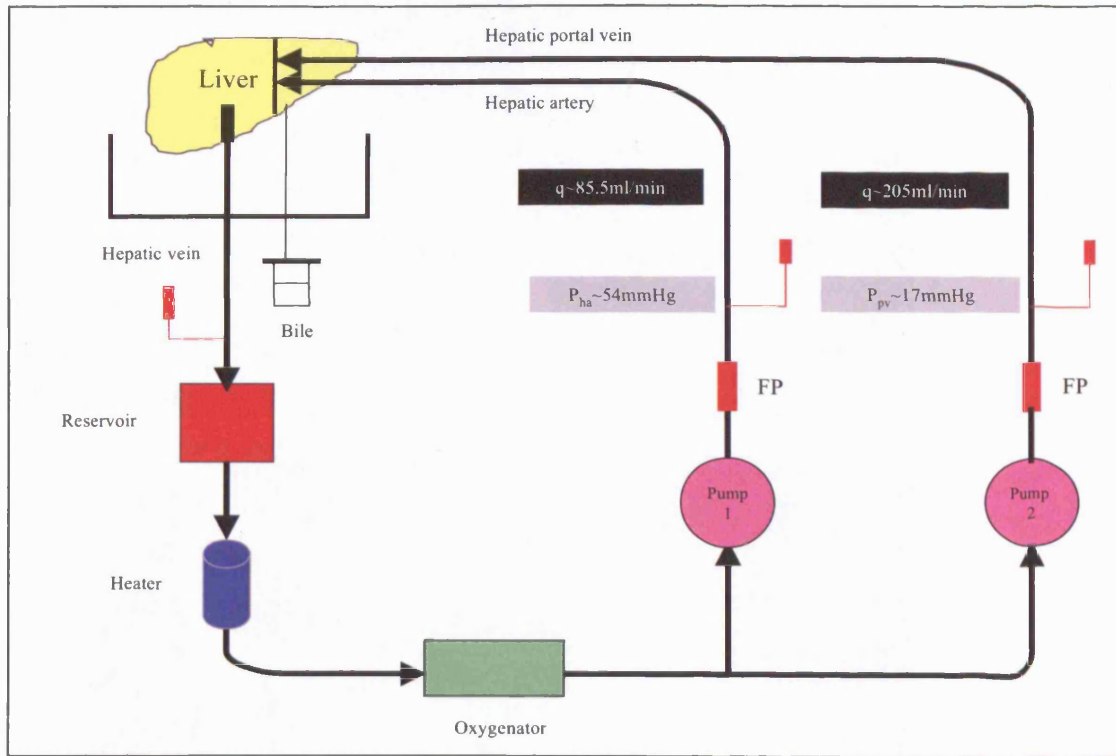 Hepatic portal vein
Liver
Hepatic artery
q~85.5ml/min
q~205ml/min
Hepatic vein
Pha~54mmHg
Ppv~17mmHg
Bile
FP
FP
Reservoir
Pump
1
Pump
2
Heater
Oxygenator